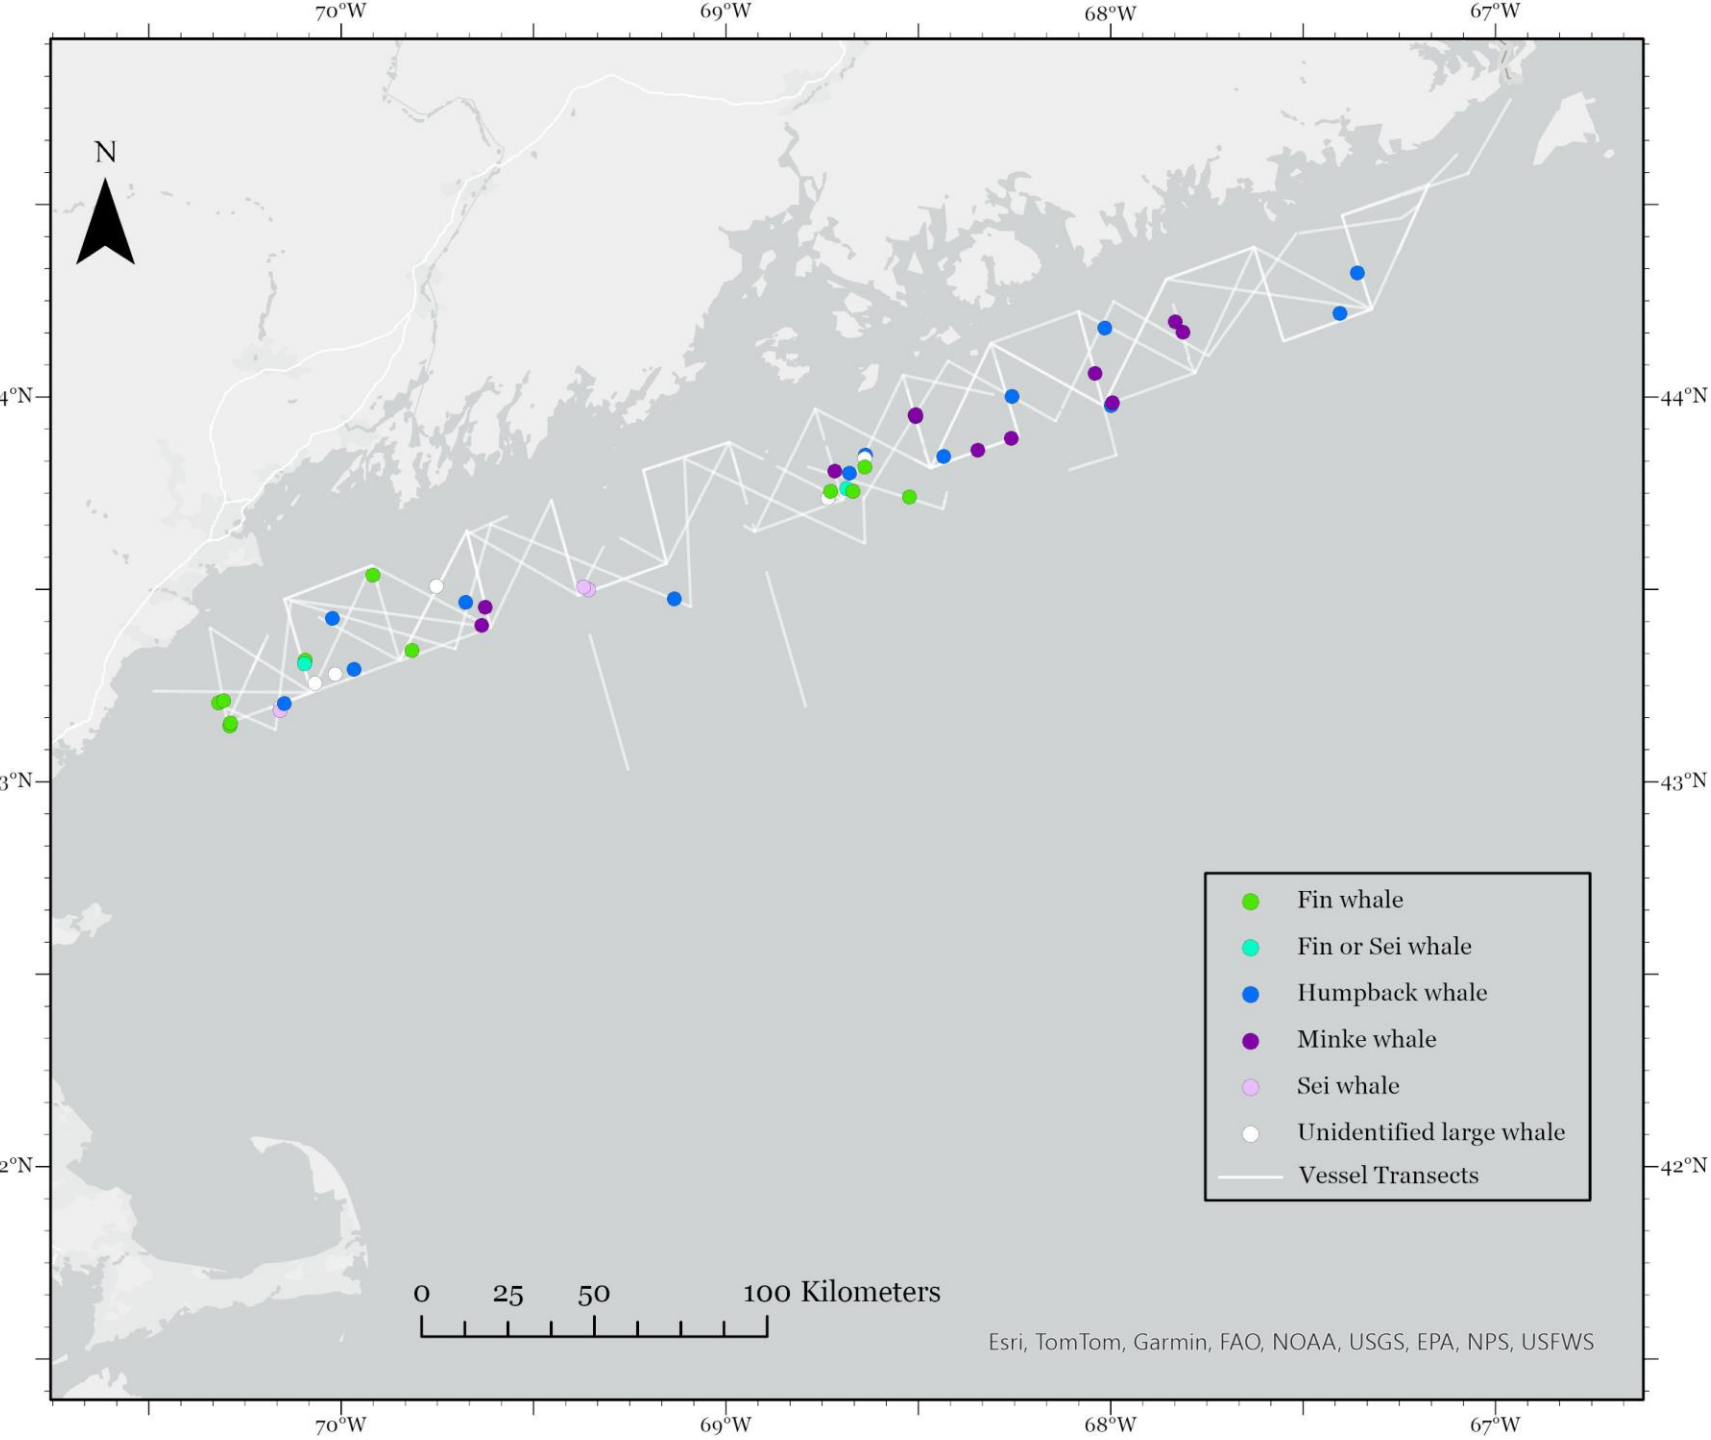 70°W 69°W 68°W 67°W
N
4°N 44°N
3°N 43°N
Fin whale
Fin or Sei whale
Humpback whale
Minke whale
Sei whale
Unidentified large whale
Vessel Transects
2°N 42°N
0 25 50 100 Kilometers
Esri, TomTom, Garmin, FAO, NOAA, USGS, EPA, NPS, USFWS
70°W 69°W 68°W 67°W